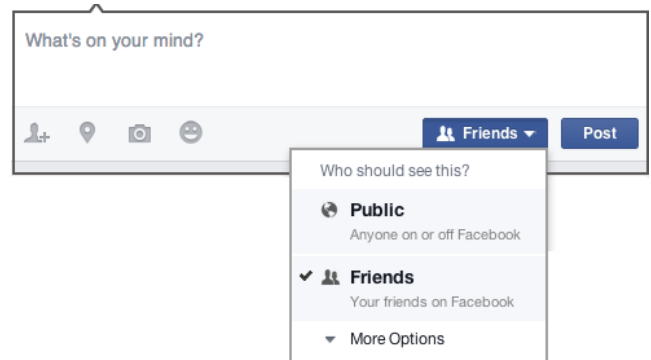 What's on your mind?
Friends Post
Who should see this?
Public
Anyone on or off Facebook
Friends
Your friends on Facebook
More Options